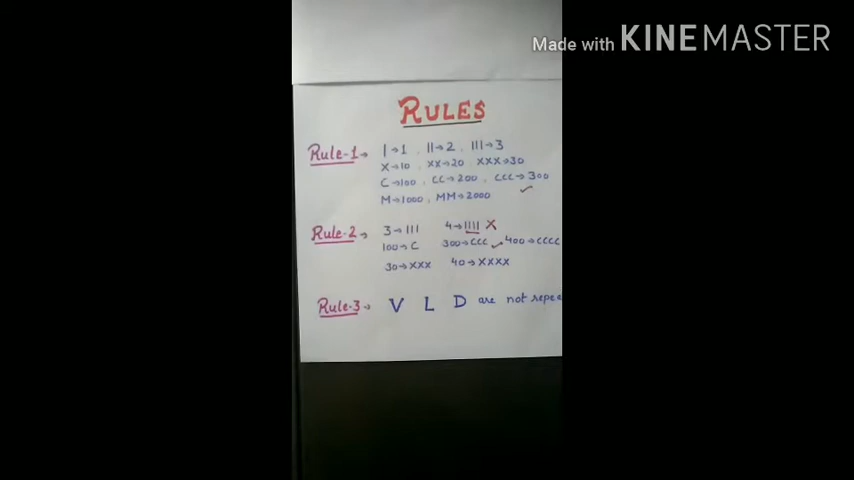 Made with KINEMASTER
RULES
Rule-1→ I→1, II→2, III→3
X→10, XX→20, XXX→30
C→100, CC→200, CCC→300 ✓
M→1000, MM→2000
Rule-2→ 3→III 4→IIII X
100→C 300→CCC ✓ 400→CCCC
30→XXX 40→XXXX
Rule-3→ V L D are not repea